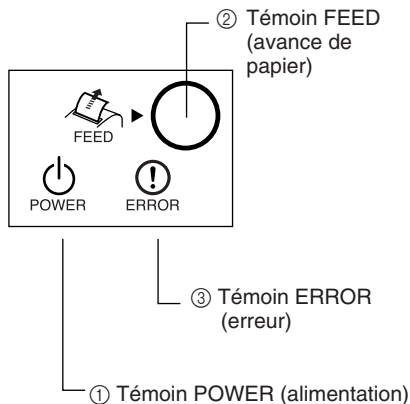 ② Témoin FEED
(avance de
papier)
FEED
POWER ERROR
③ Témoin ERROR
(erreur)
① Témoin POWER (alimentation)